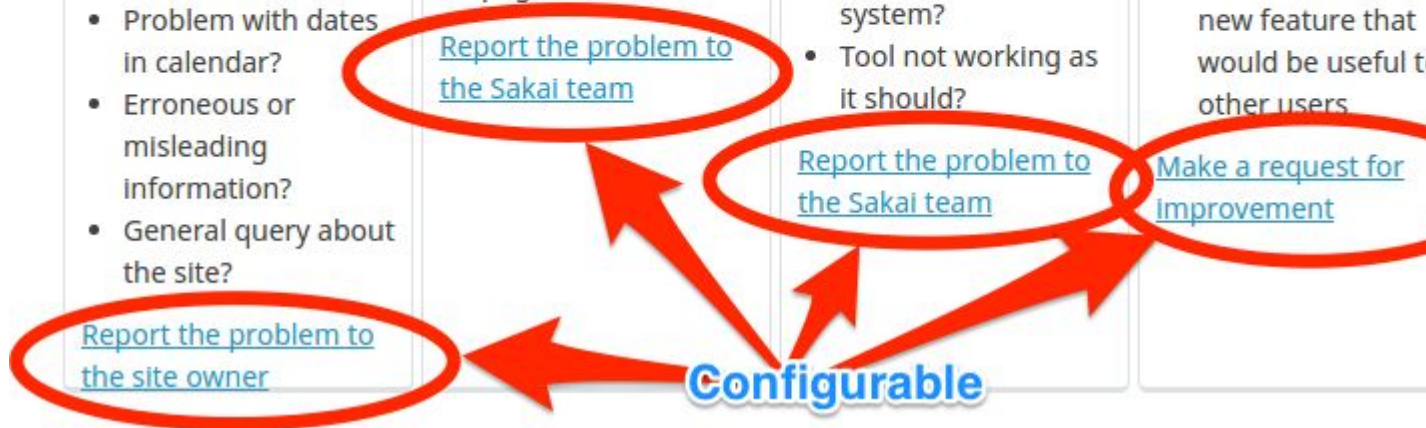 Problem with dates
in calendar?
Erroneous or
misleading
information?
General query about
the site?
Report the problem to
the site owner
Report the problem to
the Sakai team
system?
Tool not working as
it should?
Report the problem to
the Sakai team
new feature that
would be useful
other users
Make a request for
improvement
Configurable